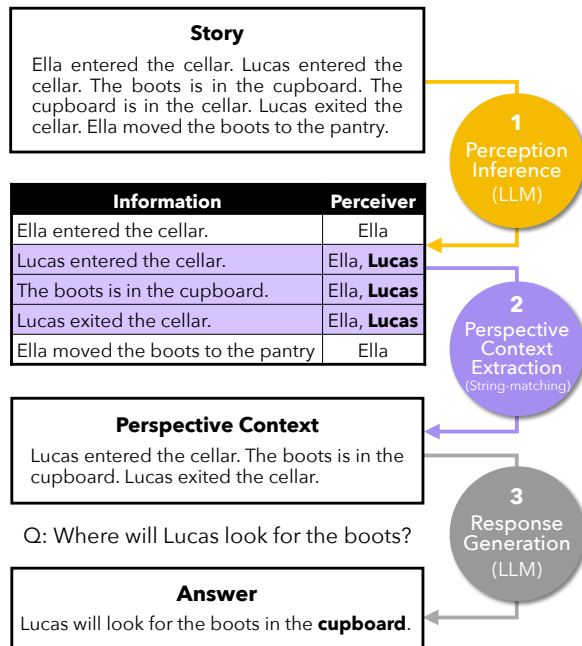 Story
Ella entered the cellar. Lucas entered the
cellar. The boots is in the cupboard. The
cupboard is in the cellar. Lucas exited the
cellar. Ella moved the boots to the pantry.
1
Perception
Inference
(LLM)
Information Perceiver
Ella entered the cellar. Ella
Lucas entered the cellar. Ella, Lucas
The boots is in the cupboard. Ella, Lucas
Lucas exited the cellar. Ella, Lucas
Ella moved the boots to the pantry Ella
2
Perspective
Context
Extraction
(String-matching)
Perspective Context
Lucas entered the cellar. The boots is in the
cupboard. Lucas exited the cellar.
3
Response
Generation
(LLM)
Q: Where will Lucas look for the boots?
Answer
Lucas will look for the boots in the cupboard.